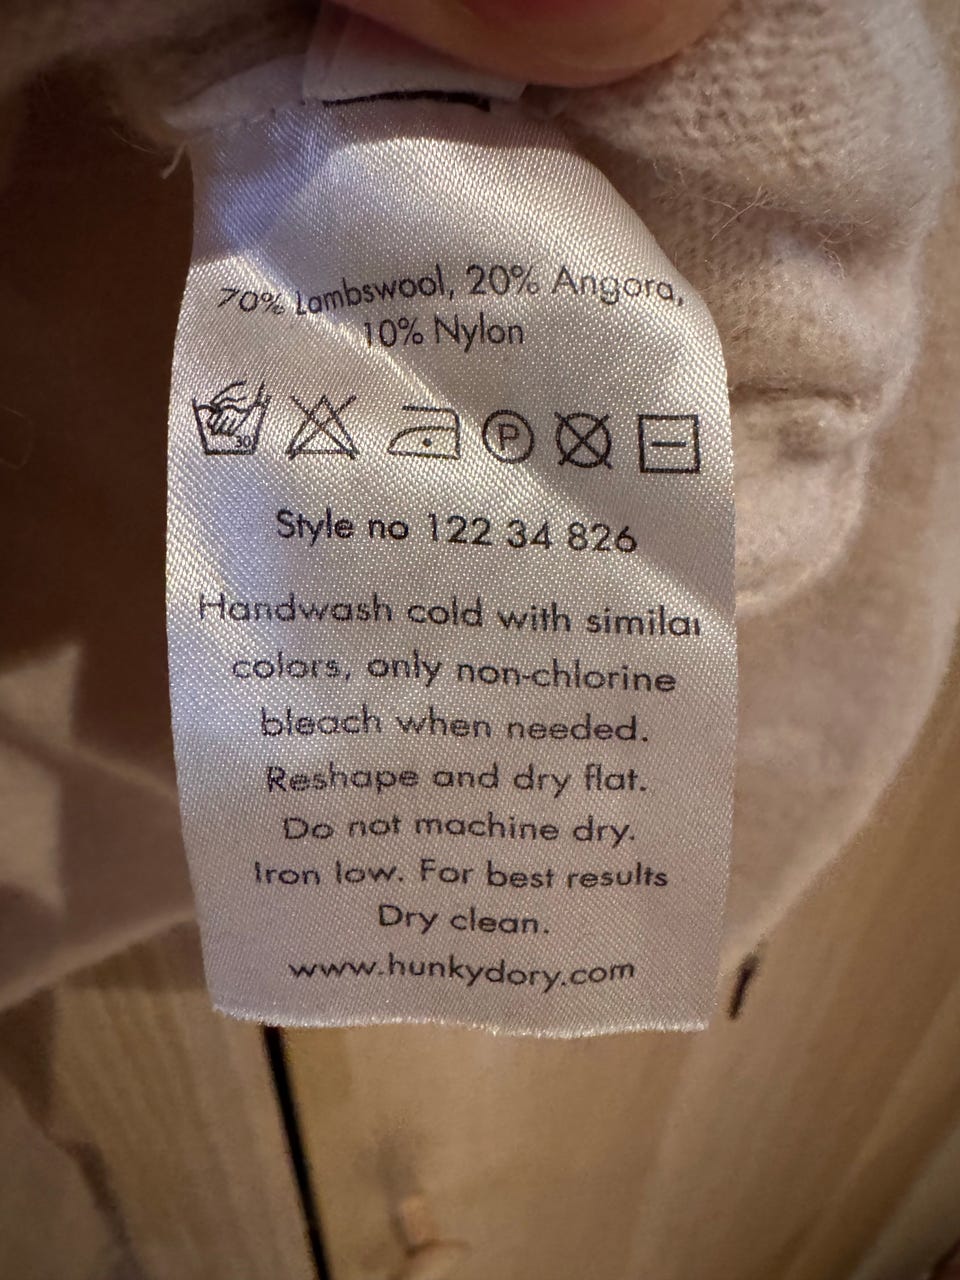 70% Lambswool, 20% Angora,
10% Nylon
30 P
Style no 122 34 826
Handwash cold with similar
colors, only non-chlorine
bleach when needed.
Reshape and dry flat.
Do not machine dry.
Iron low. For best results
Dry clean.
www.hunkydory.com